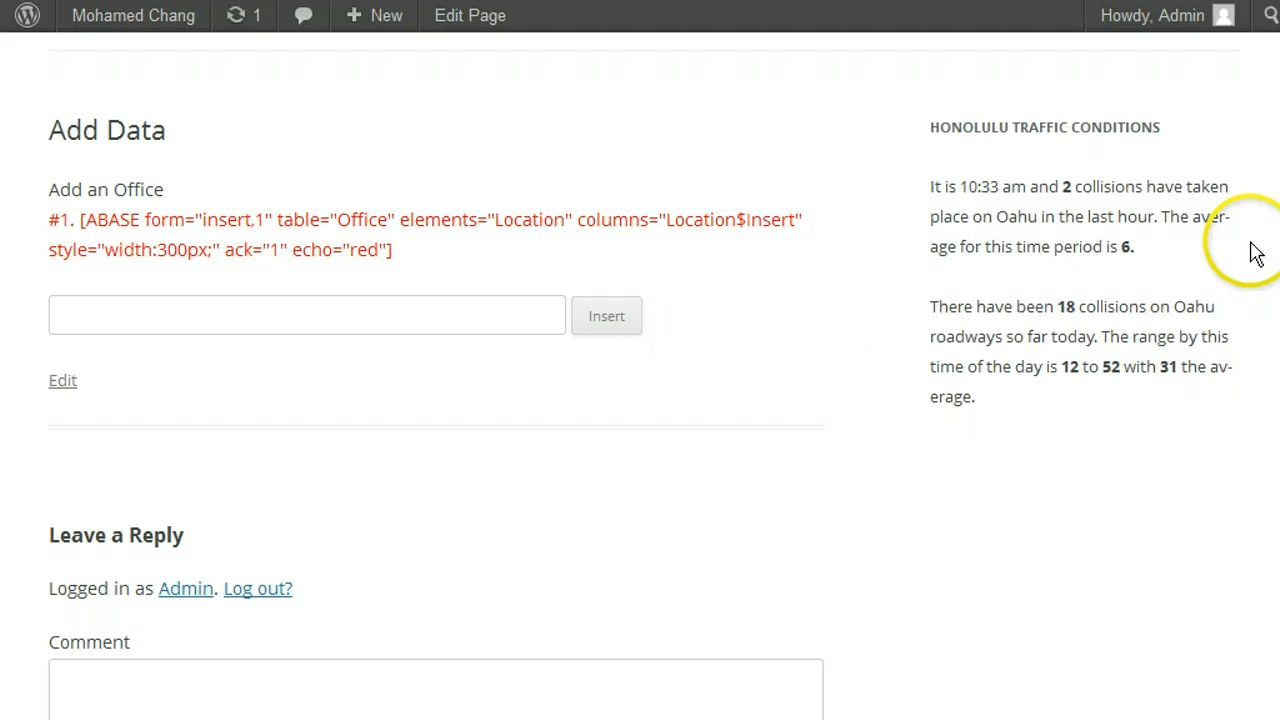 Mohamed Chang 1 New Edit Page Howdy, Admin
Add Data
Add an Office
#1. [ABASE form="insert,1" table="Office" elements="Location" columns="Location$Insert"
style="width:300px;" ack="1" echo="red"]
Insert
Edit
Leave a Reply
Logged in as Admin. Log out?
Comment
HONOLULU TRAFFIC CONDITIONS
It is 10:33 am and 2 collisions have taken
place on Oahu in the last hour. The aver-
age for this time period is 6.
There have been 18 collisions on Oahu
roadways so far today. The range by this
time of the day is 12 to 52 with 31 the av-
erage.